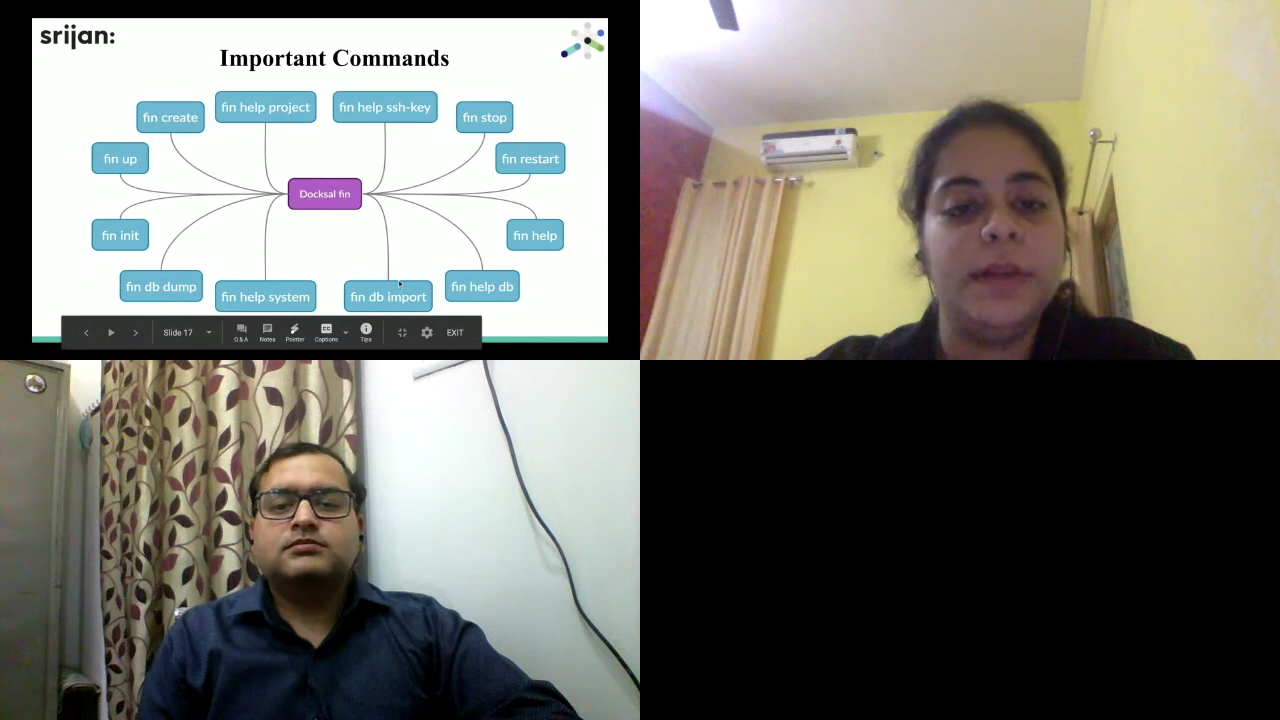 srijan:
Important Commands
fin create
fin help project
fin help ssh-key
fin stop
fin up
fin restart
Docksal fin
fin init
fin help
fin db dump
fin help system
fin db import
fin help db
Slide 17
Q & A
Notes
Pointer
Captions
Tips
EXIT